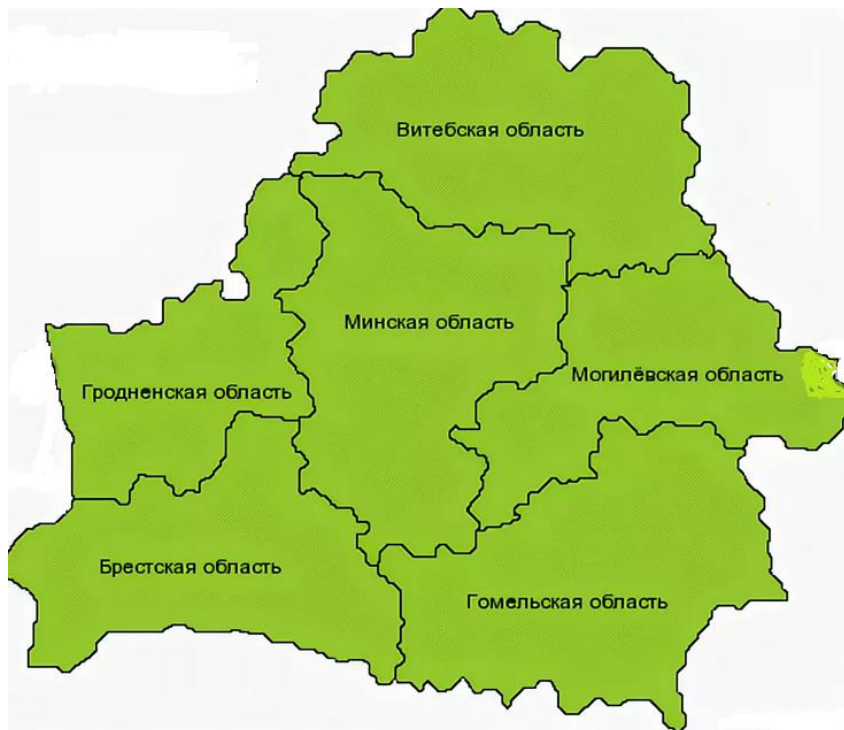 Витебская область
Минская область
Могилёвская область
Гродненская область
Брестская область
Гомельская область